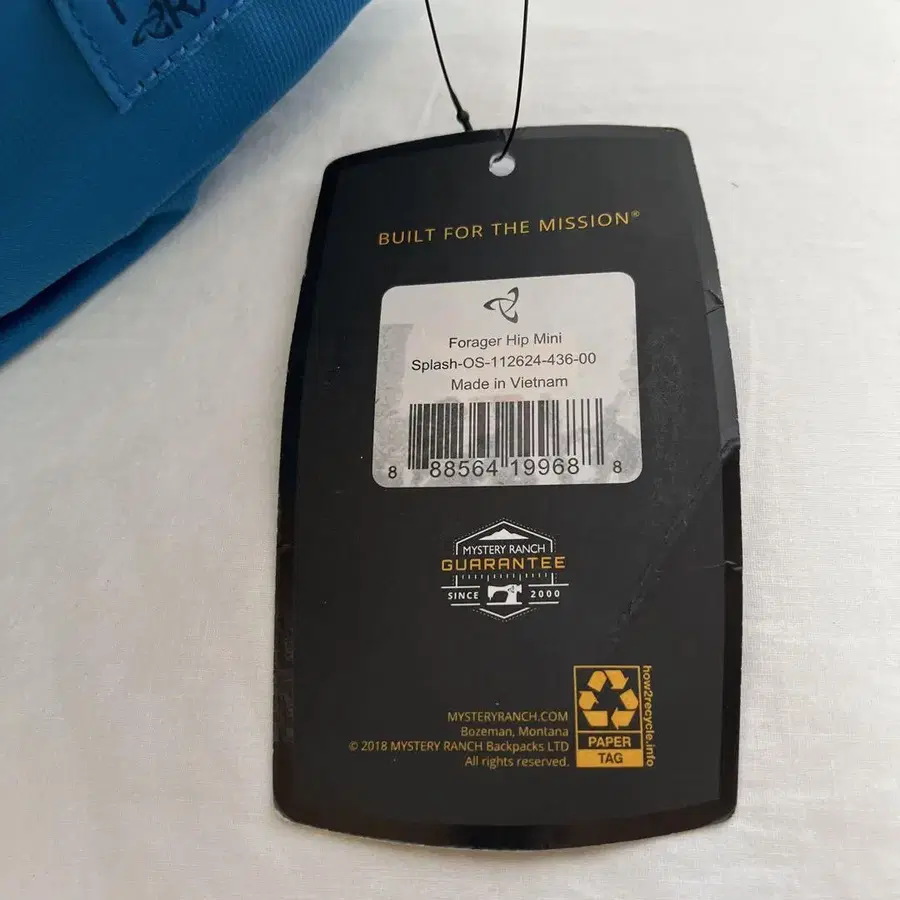 BUILT FOR THE MISSION®
Forager Hip Mini
Splash-OS-112624-436-00
Made in Vietnam
8 88564 19968 8
MYSTERY RANCH
GUARANTEE
SINCE 2000
MYSTERYRANCH.COM
Bozeman, Montana
© 2018 MYSTERY RANCH Backpacks LTD
All rights reserved.
PAPER
TAG
how2recycle.info